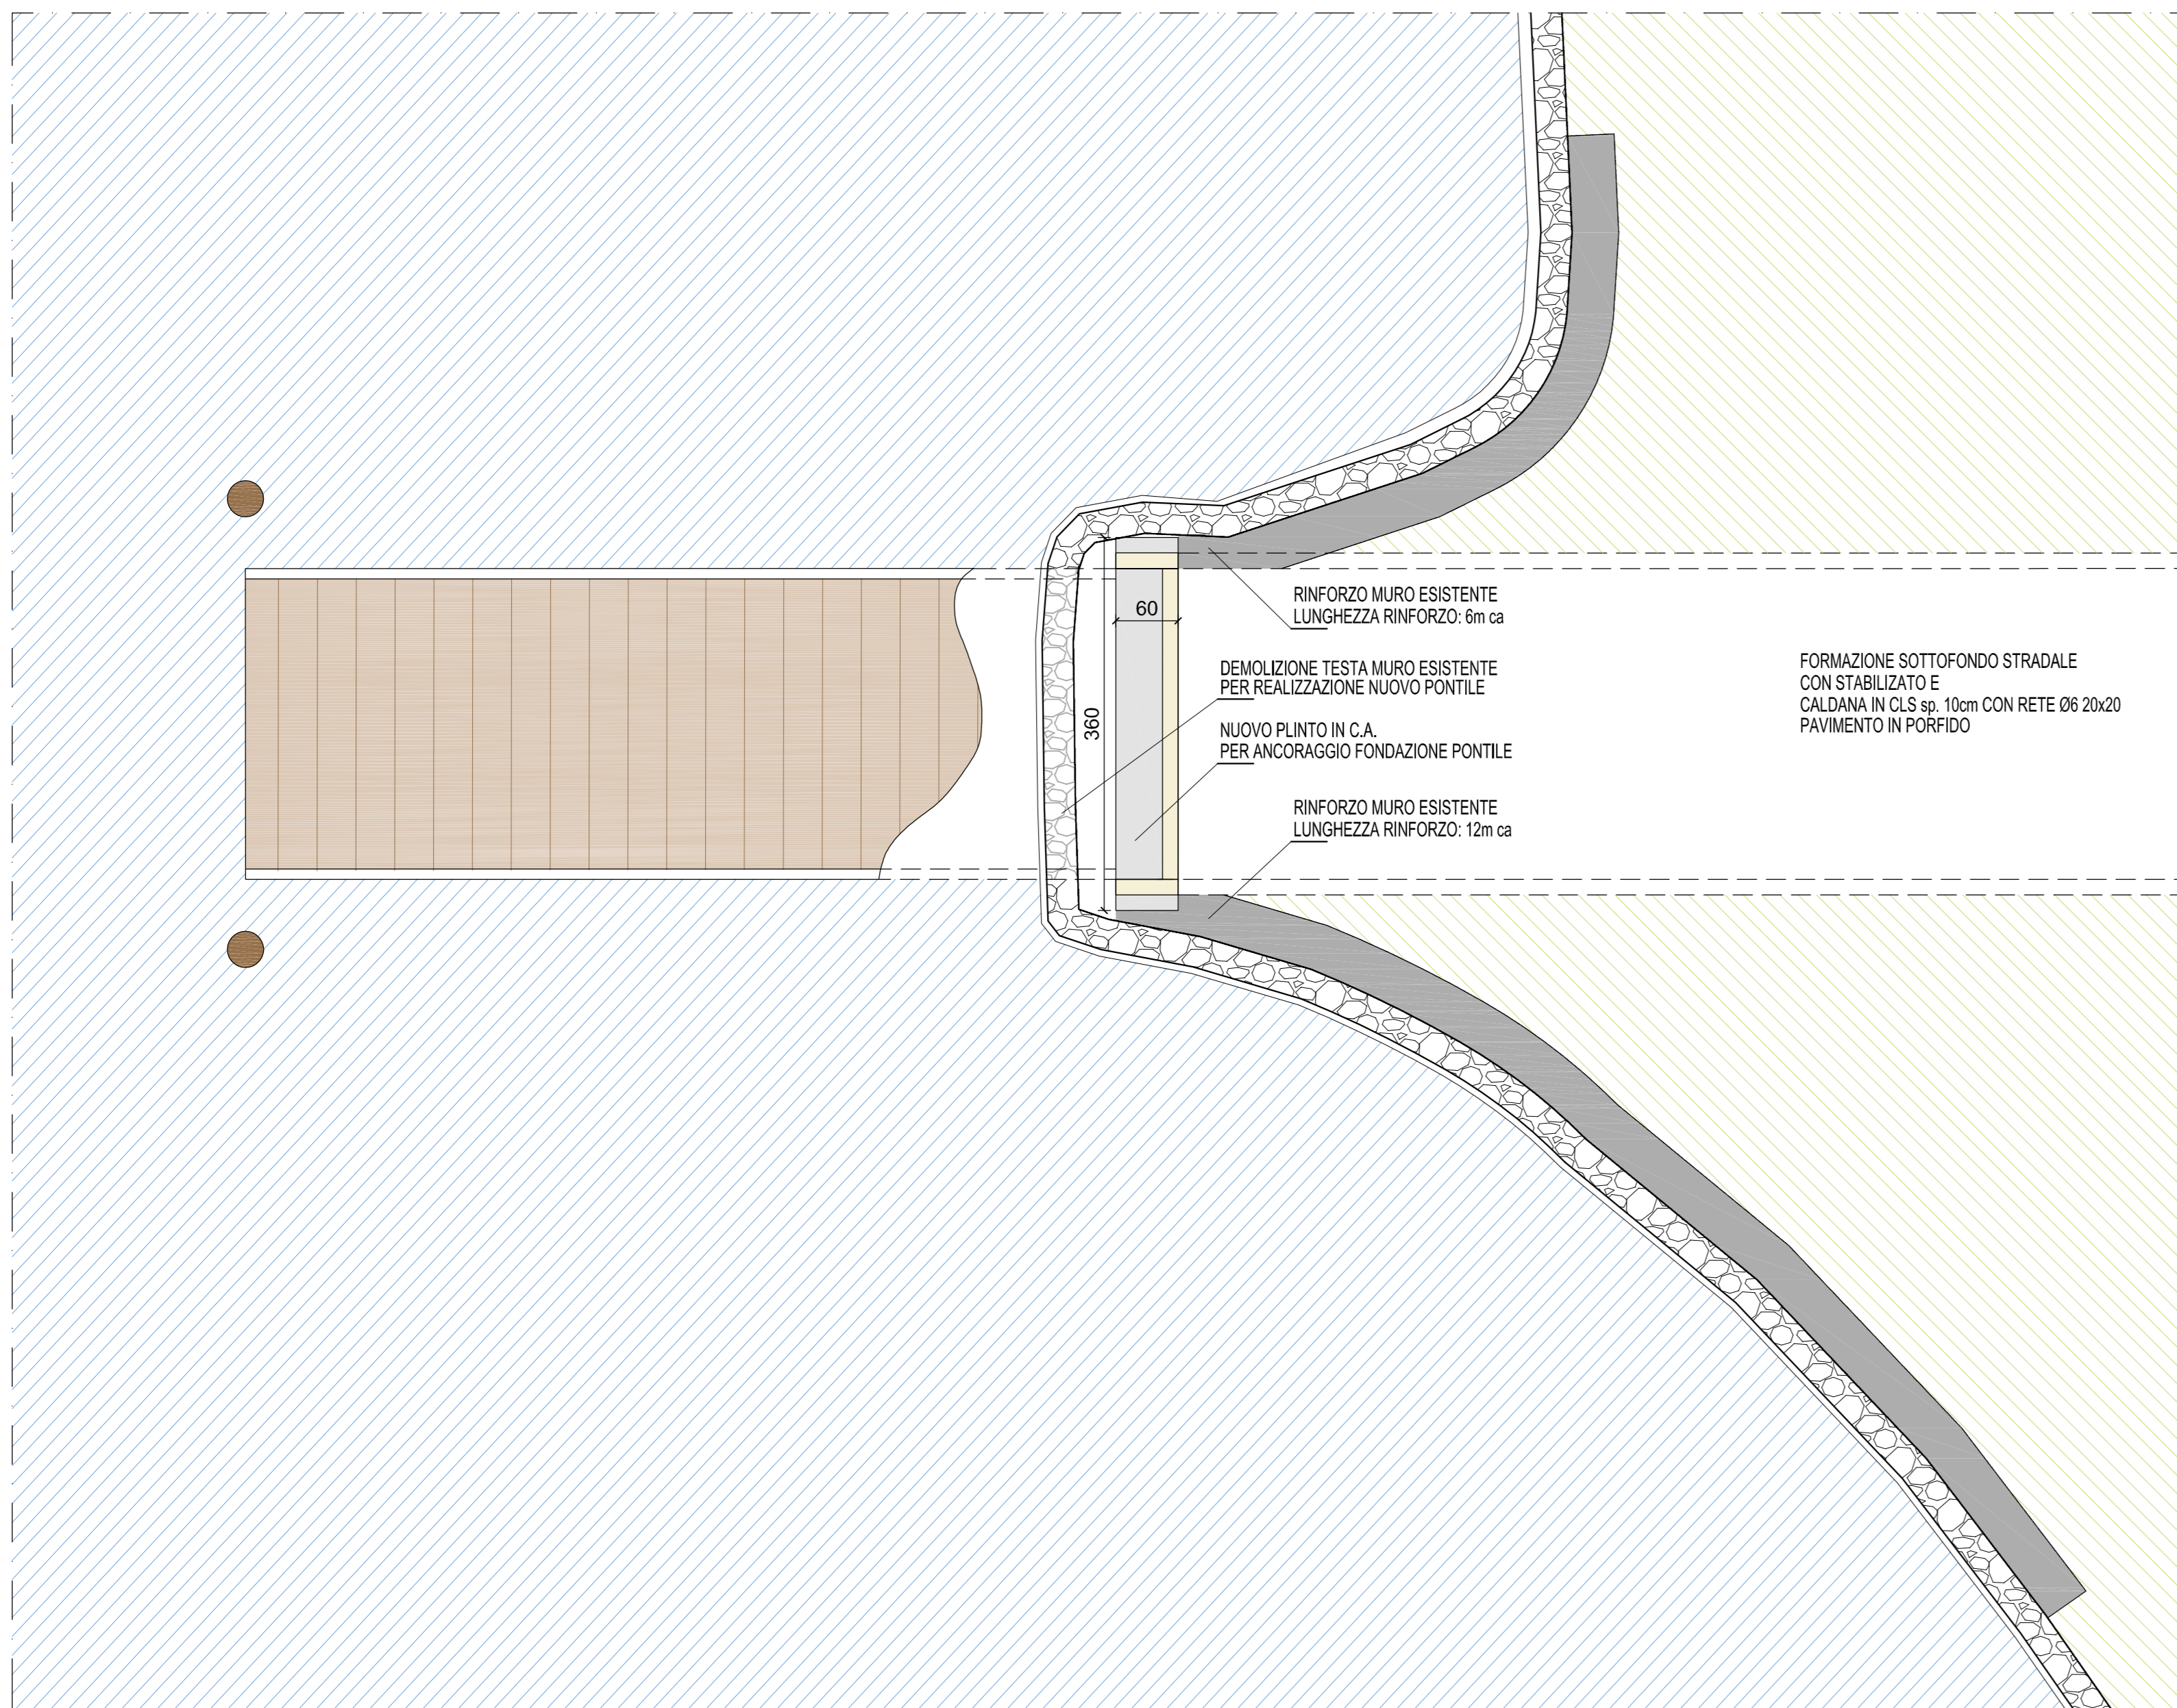 RINFORZO MURO ESISTENTE
LUNGHEZZA RINFORZO: 6m ca
60
DEMOLIZIONE TESTA MURO ESISTENTE
PER REALIZZAZIONE NUOVO PONTILE
FORMAZIONE SOTTOFONDO STRADALE
CON STABILIZATO E
CALDANA IN CLS sp. 10cm CON RETE Ø6 20x20
PAVIMENTO IN PORFIDO
360
NUOVO PLINTO IN C.A.
PER ANCORAGGIO FONDAZIONE PONTILE
RINFORZO MURO ESISTENTE
LUNGHEZZA RINFORZO: 12m ca